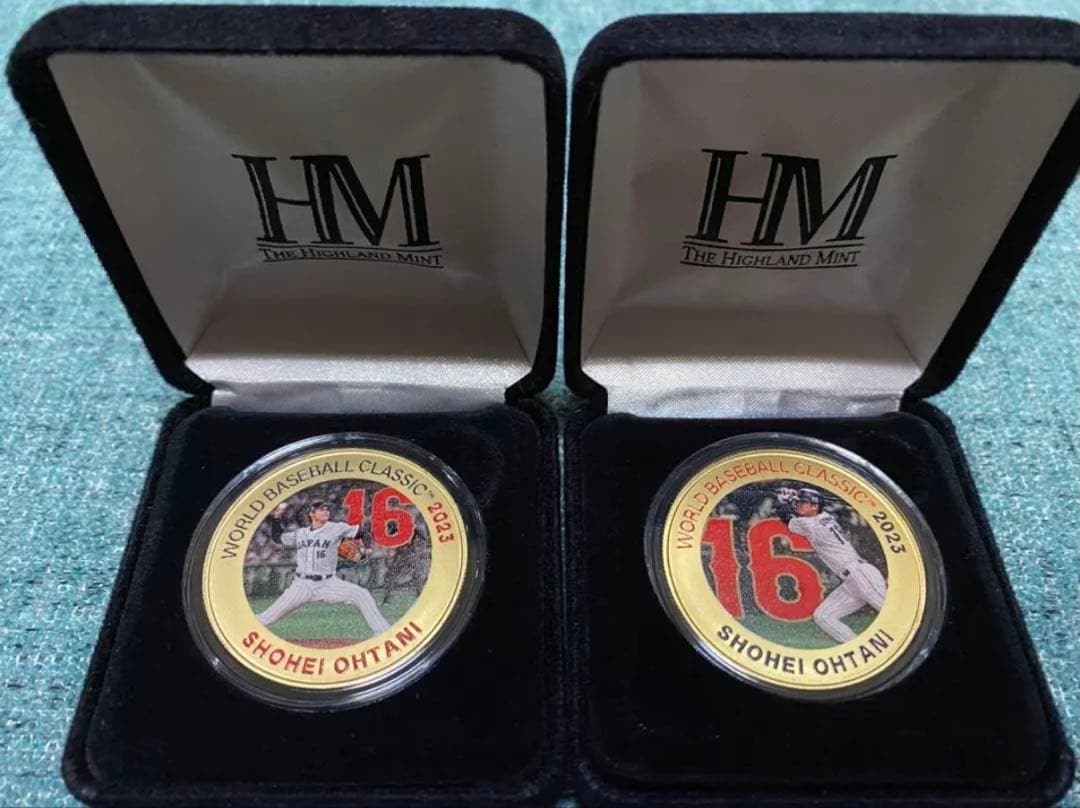 HM
THE HIGHLAND MINT
HM
THE HIGHLAND MINT
WORLD BASEBALL CLASSIC™ 2023
16
JAPAN
16
SHOHEI OHTANI
WORLD BASEBALL CLASSIC™ 2023
16
SHOHEI OHTANI